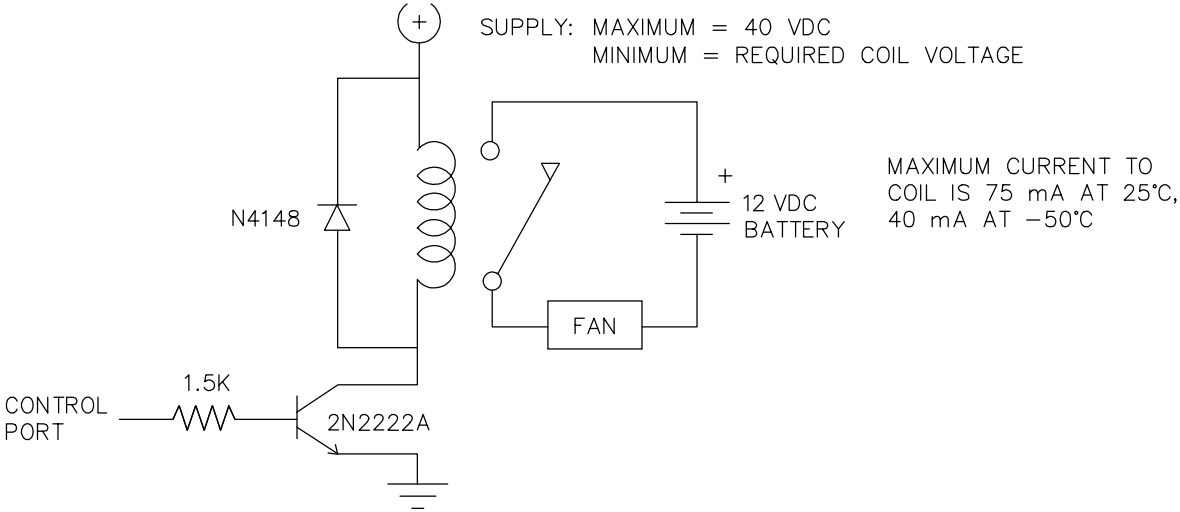 +
SUPPLY: MAXIMUM = 40 VDC
MINIMUM = REQUIRED COIL VOLTAGE
MAXIMUM CURRENT TO
COIL IS 75 mA AT 25°C,
40 mA AT −50°C
+
12 VDC
BATTERY
N4148
FAN
1.5K
CONTROL
PORT
2N2222A